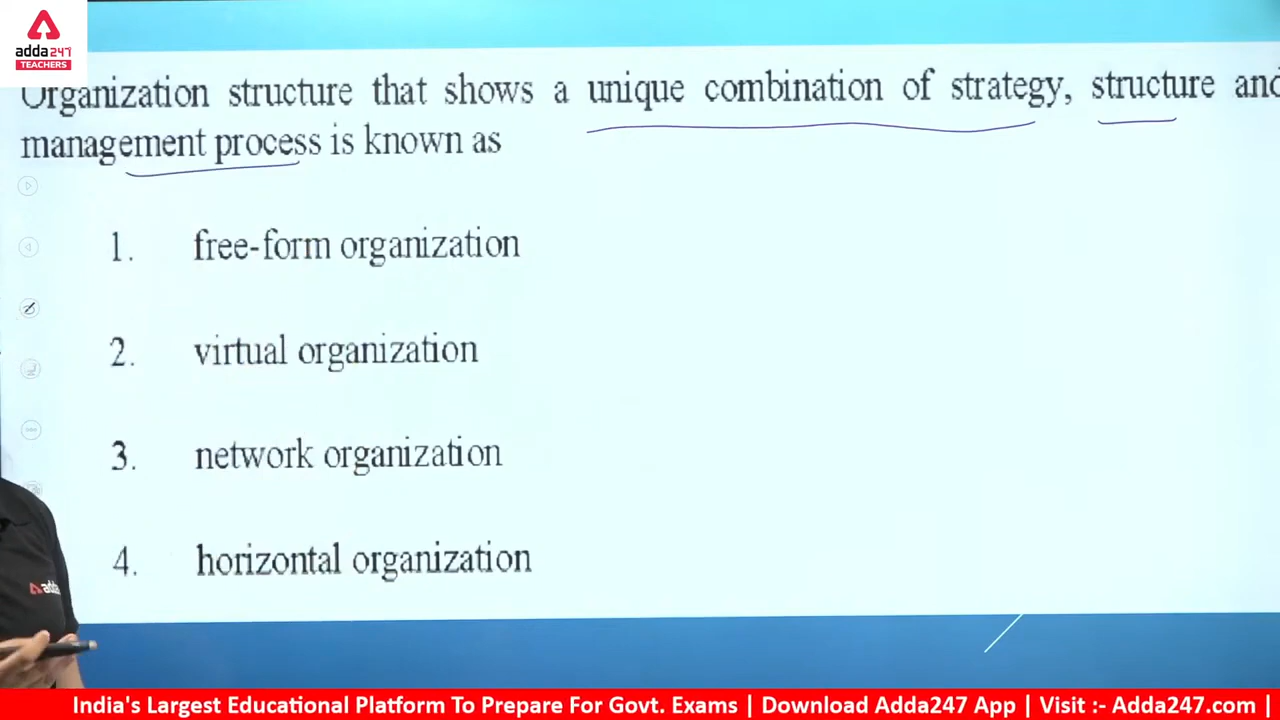 adda247
TEACHERS
Organization structure that shows a unique combination of strategy, structure and
management process is known as
1. free-form organization
2. virtual organization
3. network organization
4. horizontal organization
adda
India's Largest Educational Platform To Prepare For Govt. Exams | Download Adda247 App | Visit :- Adda247.com |